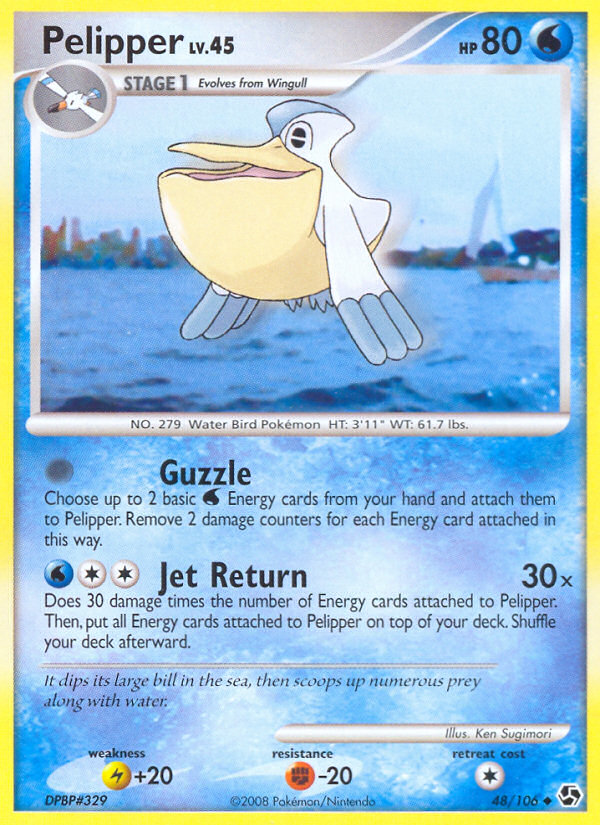 Pelipper LV.45 HP 80
STAGE 1 Evolves from Wingull
NO. 279 Water Bird Pokémon HT: 3'11" WT: 61.7 lbs.
Guzzle
Choose up to 2 basic Energy cards from your hand and attach them
to Pelipper. Remove 2 damage counters for each Energy card attached in
this way.
Jet Return 30x
Does 30 damage times the number of Energy cards attached to Pelipper.
Then, put all Energy cards attached to Pelipper on top of your deck. Shuffle
your deck afterward.
It dips its large bill in the sea, then scoops up numerous prey
along with water.
Illus. Ken Sugimori
weakness resistance retreat cost
+20 -20
DPBP#329 ©2008 Pokémon/Nintendo 48/106